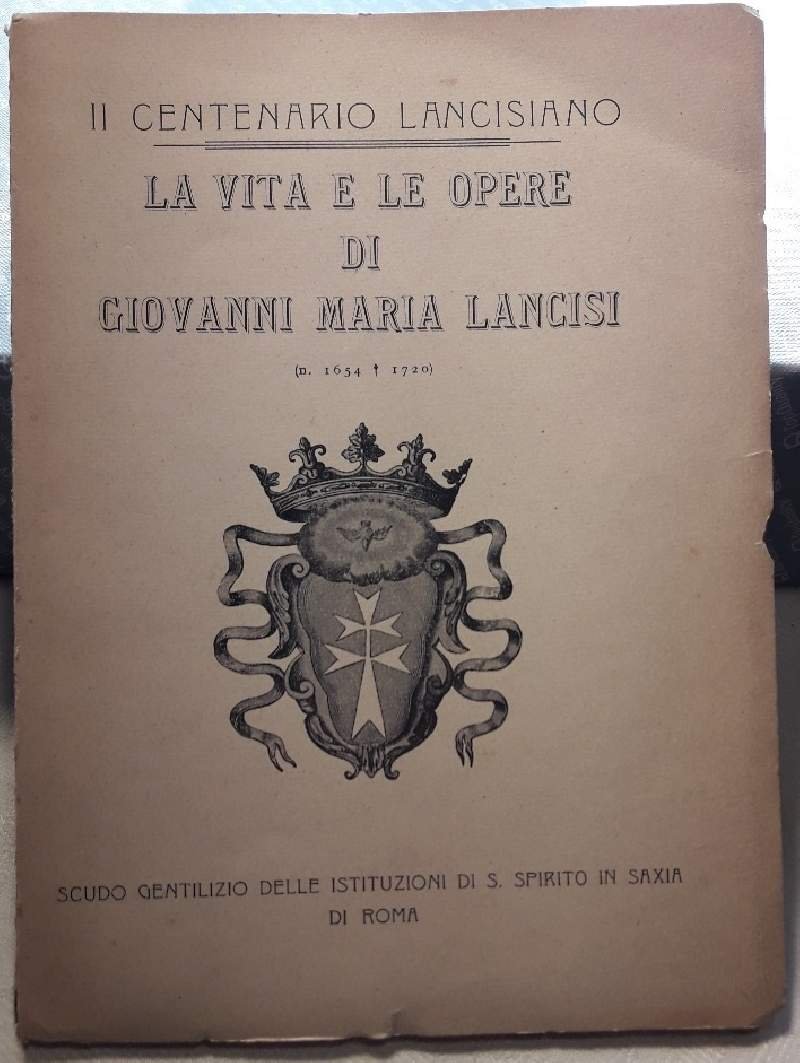 II CENTENARIO LANCISIANO
LA VITA E LE OPERE
DI
GIOVANNI MARIA LANCISI
(n. 1654 † 1720)
SCUDO GENTILIZIO DELLE ISTITUZIONI DI S. SPIRITO IN SAXIA
DI ROMA